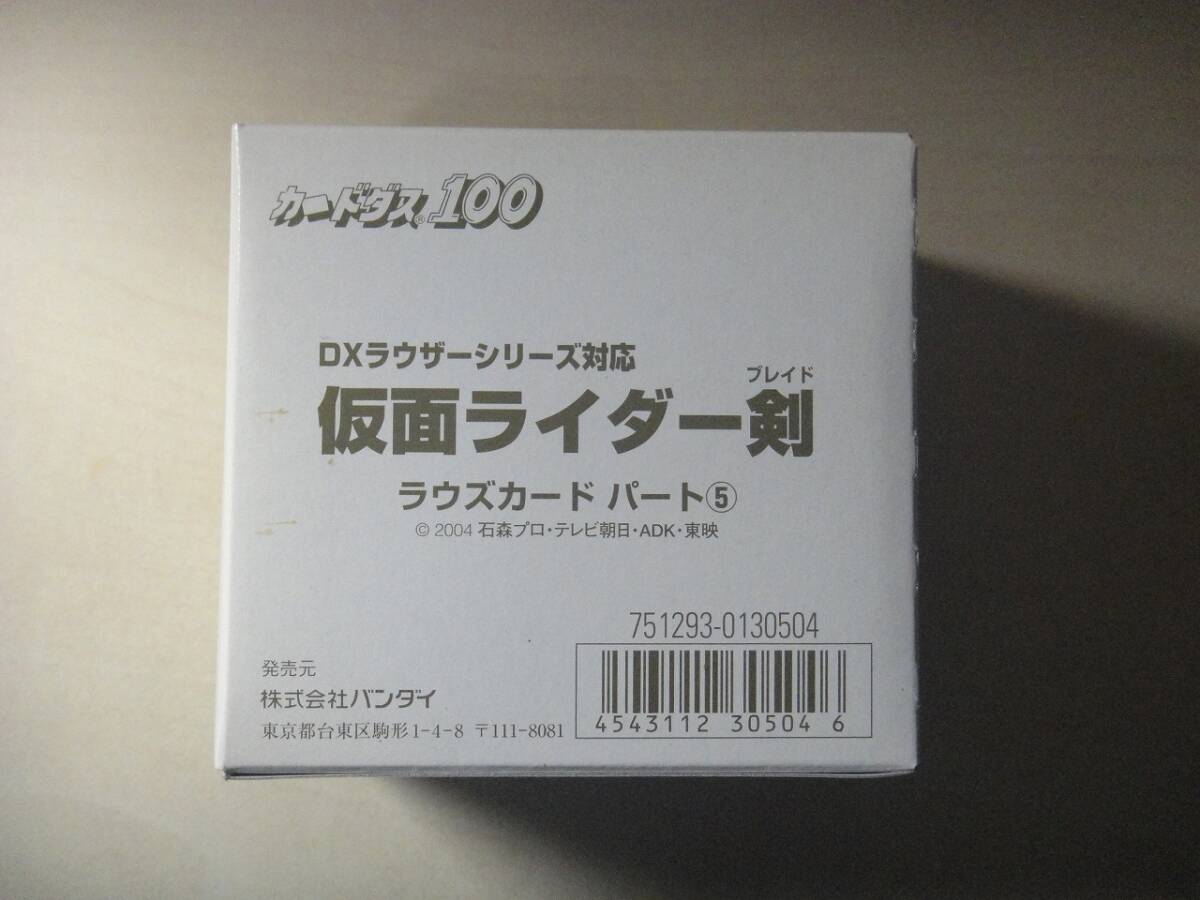 カードダス®100
DXラウザーシリーズ対応
ブレイド
仮面ライダー剣
ラウズカード パート⑤
© 2004 石森プロ・テレビ朝日・ADK・東映
751293-0130504
4543112 30504 6
発売元
株式会社バンダイ
東京都台東区駒形1-4-8 〒111-8081